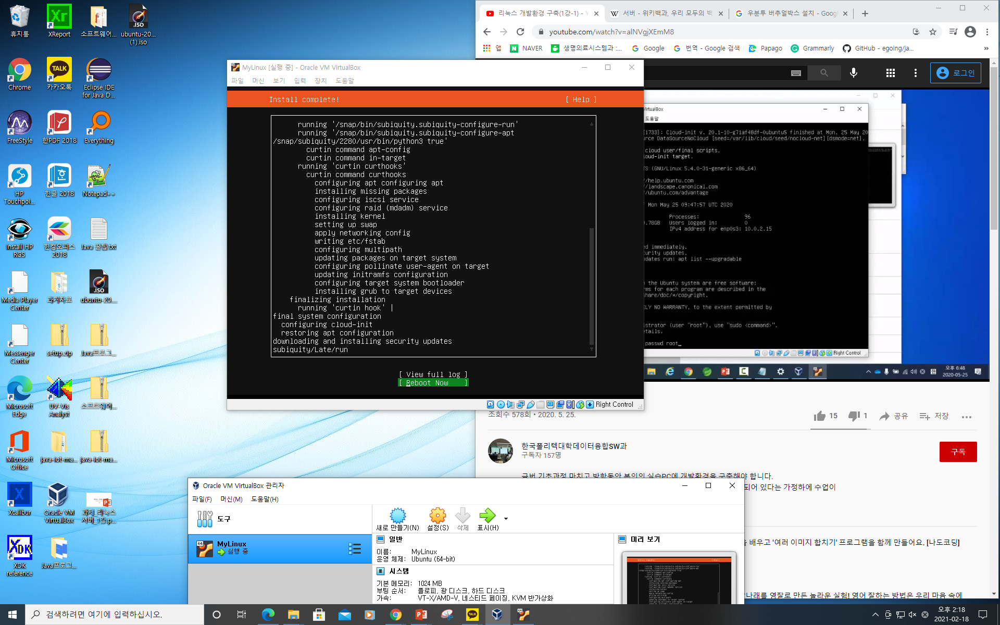 휴지통
XReport
소프트웨어...
ubuntu-20...
(1).iso
Chrome
카카오톡
Eclipse IDE
for Java D...
FreeStyle
한PDF 2018
Everything
HP
Touchpoi...
한글 2018
Notepad++
Install HP
RGS
한컴오피스
2018
Java 꿀팁.txt
Media Player
Center
과거자료
ubuntu-20....
Messenger
Center
setup.zip
Java프로그...
Microsoft
Edge
UV-Vis
Analyst
소프트웨어...
Microsoft
Office
java-iot-ma...
java-iot-ma...
Xcalibur
Oracle VM
VirtualBox
과제_리눅스
서버_1강.p...
XDK
reference
Java프로그...
리눅스 개발환경 구축(1강-1) - Y
서버 - 위키백과, 우리 모두의 백
우분투 버추얼박스 설치 - Goog
youtube.com/watch?v=alNVgjXEmM8
앱
NAVER
생명의료시스템과 :...
Google
번역 - Google 검색
Papago
Grammarly
GitHub - egoing/ja...
»
로그인
MyLinux [실행 중] - Oracle VM VirtualBox
파일 머신 보기 입력 장치 도움말
Install complete! [ Help ]
running '/snap/bin/subiquity.subiquity-configure-run'
running '/snap/bin/subiquity.subiquity-configure-apt
/snap/subiquity/2280/usr/bin/python3 true'
curtin command apt-config
curtin command in-target
running 'curtin curthooks'
curtin command curthooks
configuring apt configuring apt
installing missing packages
configuring iscsi service
configuring raid (mdadm) service
installing kernel
setting up swap
apply networking config
writing etc/fstab
configuring multipath
updating packages on target system
configuring pollinate user-agent on target
updating initramfs configuration
configuring target system bootloader
installing grub to target devices
finalizing installation
running 'curtin hook' |
final system configuration
configuring cloud-init
restoring apt configuration
downloading and installing security updates
subiquity/Late/run
[ View full log ]
[ Reboot Now ]
Right Control
VirtualBox
도움말
[1733]: Cloud-init v. 20.1-10-g71af48df-0ubuntu5 finished at Mon, 25 May 20
urce DataSourceNoCloud [seed=/var/lib/cloud/seed/nocloud-net][dsmode=net].
cloud user/final scripts.
loud-init target.
TS (GNU/Linux 5.4.0-31-generic x86_64)
//help.ubuntu.com
//landscape.canonical.com
//ubuntu.com/advantage
f Mon May 25 09:47:57 UTC 2020
Processes: 96
9.78GB Users logged in: 0
IPv4 address for enp0s3: 10.0.2.15
ed immediately.
curity updates.
pdates run: apt list --upgradable
h the Ubuntu system are free software;
rms for each program are described in the
share/doc/*/copyright.
ELY NO WARRANTY, to the extent permitted by
istrator (user "root"), use "sudo <command>".
etails.
passwd root_
Right Control
오후 6:48
2020-05-25
조회수 578회 • 2020. 5. 25.
15
1
공유
저장
한국폴리텍대학데이터융합SW과
구독자 157명
구독
금번 기초과정 마치고 방학동안 본인의 실습PC에 개발환경을 구축해야 합니다.
되어 있다는 가정하에 수업이
을 배우고 '여러 이미지 합치기' 프로그램을 함께 만들어요. [나도코딩]
날나래를 영잘로 만든 놀라운 실험! 영어 잘하는 방법은 우리 마음 속에
Oracle VM VirtualBox 관리자
파일(F) 머신(M) 도움말(H)
도구
새로 만들기(N) 설정(S) 삭제 표시(H)
MyLinux
실행 중
일반
이름: MyLinux
운영 체제: Ubuntu (64-bit)
시스템
기본 메모리: 1024 MB
부팅 순서: 플로피, 광 디스크, 하드 디스크
가속: VT-X/AMD-V, 네스티드 페이징, KVM 반가상화
미리 보기
검색하려면 여기에 입력하십시오.
오후 2:18
2021-02-18